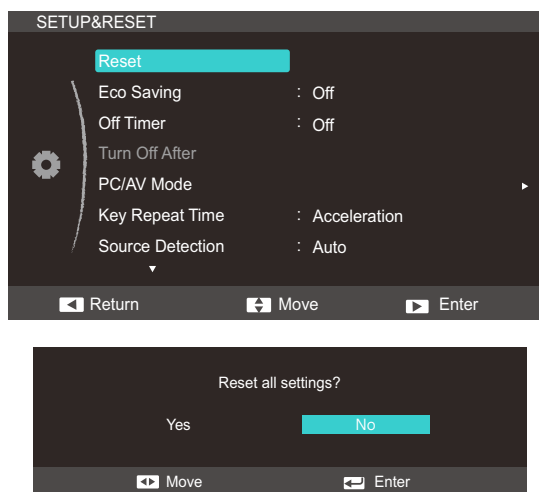 SETUP&RESET
Reset
Eco Saving : Off
Off Timer : Off
Turn Off After
PC/AV Mode
Key Repeat Time : Acceleration
Source Detection : Auto
Return Move Enter
Reset all settings?
Yes No
Move Enter